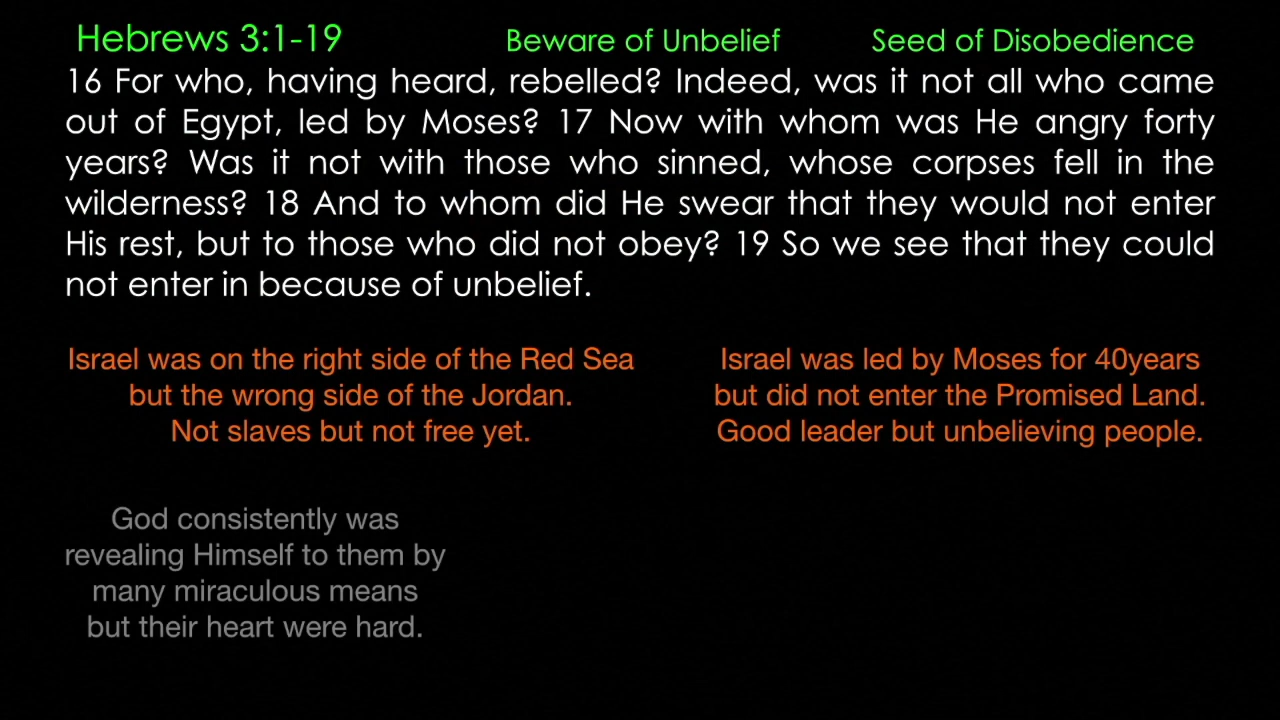 Hebrews 3:1-19 Beware of Unbelief Seed of Disobedience
16 For who, having heard, rebelled? Indeed, was it not all who came
out of Egypt, led by Moses? 17 Now with whom was He angry forty
years? Was it not with those who sinned, whose corpses fell in the
wilderness? 18 And to whom did He swear that they would not enter
His rest, but to those who did not obey? 19 So we see that they could
not enter in because of unbelief.
Israel was on the right side of the Red Sea
but the wrong side of the Jordan.
Not slaves but not free yet.
Israel was led by Moses for 40years
but did not enter the Promised Land.
Good leader but unbelieving people.
God consistently was
revealing Himself to them by
many miraculous means
but their heart were hard.